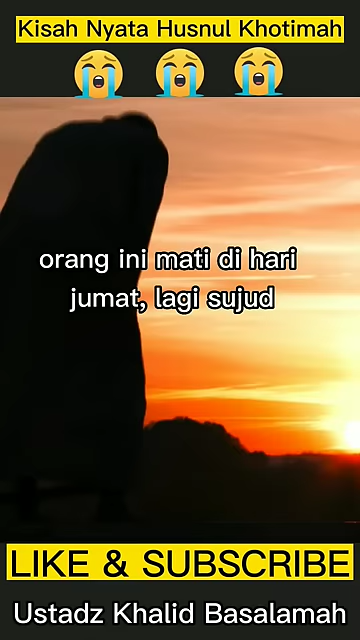 Kisah Nyata Husnul Khotimah
orang ini mati di hari
jumat, lagi sujud
LIKE & SUBSCRIBE
Ustadz Khalid Basalamah